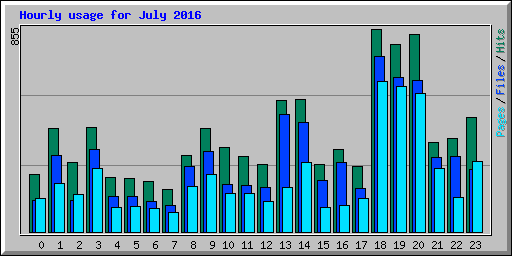 Hourly usage for July 2016
855
Pages/Files/Hits
0 1 2 3 4 5 6 7 8 9 10 11 12 13 14 15 16 17 18 19 20 21 22 23